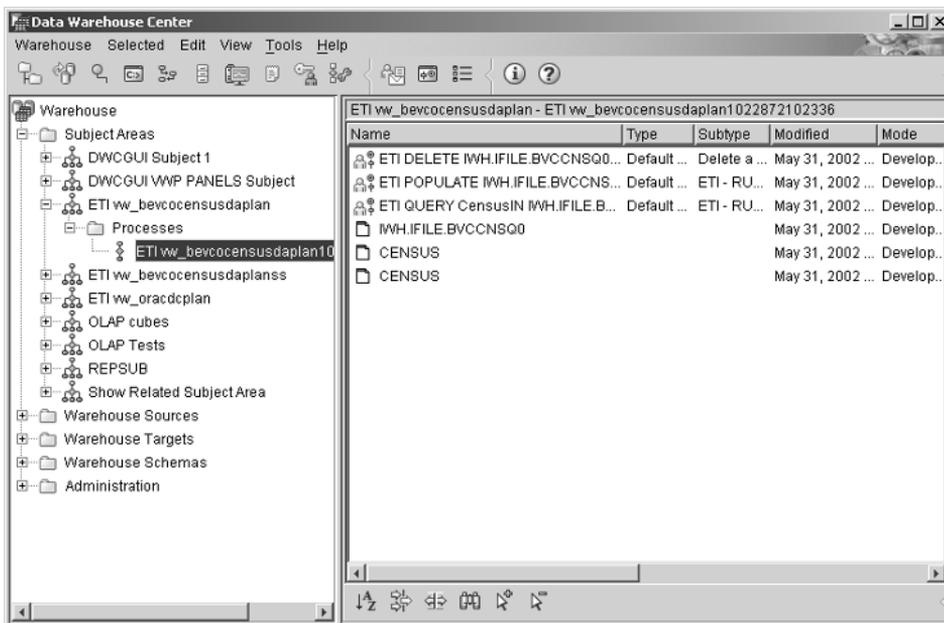 Data Warehouse Center
Warehouse Selected Edit View Tools Help
Warehouse
Subject Areas
DWCGUI Subject 1
DWCGUI VWP PANELS Subject
ETI vw_bevcocensusdaplan
Processes
ETI vw_bevcocensusdaplan10
ETI vw_bevcocensusdaplanss
ETI vw_oracdcplan
OLAP cubes
OLAP Tests
REPSUB
Show Related Subject Area
Warehouse Sources
Warehouse Targets
Warehouse Schemas
Administration
ETI vw_bevcocensusdaplan - ETI vw_bevcocensusdaplan1022872102336
Name Type Subtype Modified Mode
ETI DELETE IWH.IFILE.BVCCNSQ0... Default ... Delete a ... May 31, 2002 ... Develop..
ETI POPULATE IWH.IFILE.BVCCNS... Default ... ETI - RU... May 31, 2002 ... Develop..
ETI QUERY CensusIN IWH.IFILE.B... Default ... ETI - RU... May 31, 2002 ... Develop..
IWH.IFILE.BVCCNSQ0 May 31, 2002 ... Develop..
CENSUS May 31, 2002 ... Develop..
CENSUS May 31, 2002 ... Develop..